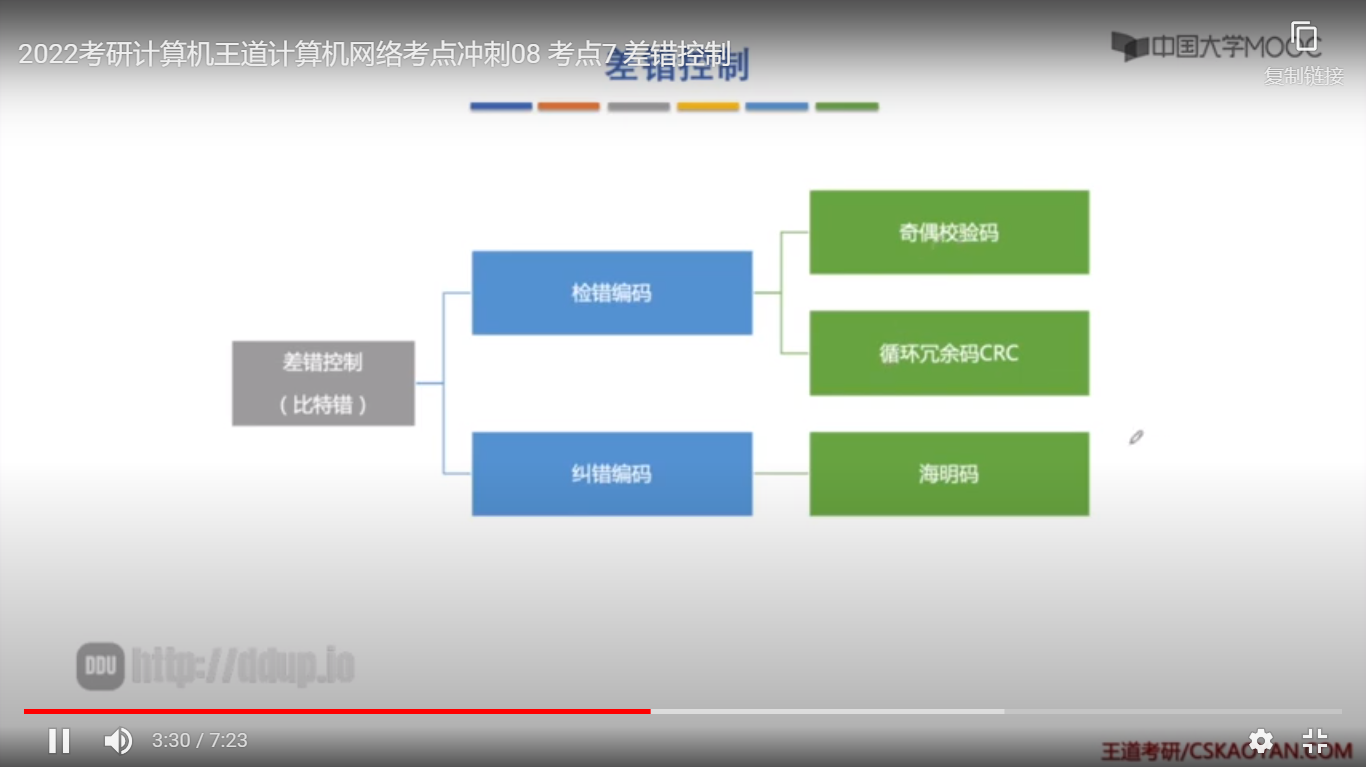 2022考研计算机王道计算机网络考点冲刺08 考点7 差错控制
中国大学MOOC
复制链接
差错控制
差错控制
（比特错）
检错编码
纠错编码
奇偶校验码
循环冗余码CRC
海明码
DDU http://ddup.io
3:30 / 7:23
王道考研/CSKAOYAN.COM